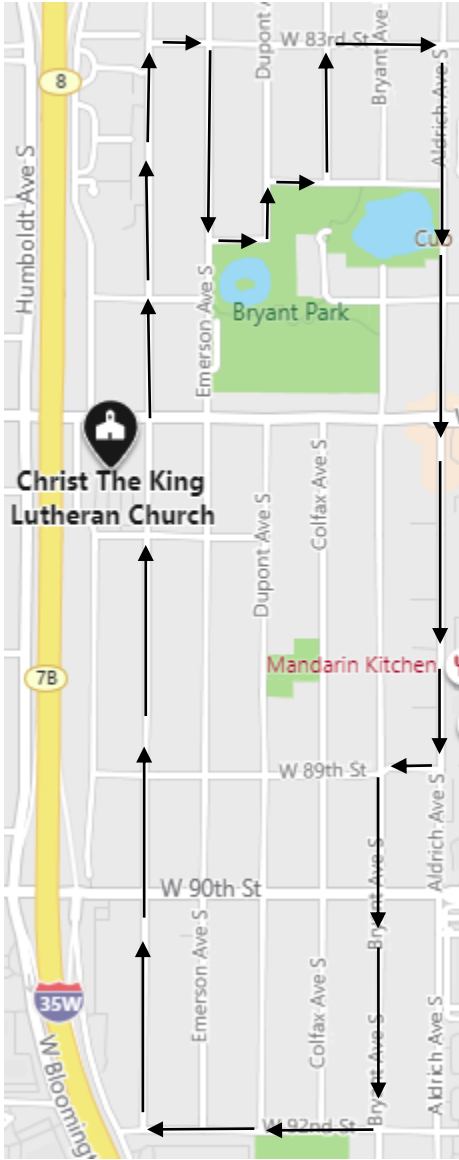 Dupont A
W 83rd St
Bryant Ave
Aldrich Ave S
8
Humboldt Ave S
Cub
Emerson Ave S
Bryant Park
W
Christ The King
Lutheran Church
Colfax Ave S
Dupont Ave S
Mandarin Kitchen
7B
W 89th St
Aldrich Ave S
Bryant Ave S
W 90th St
Emerson Ave S
Colfax Ave S
35W
Aldrich Ave S
Bryant Ave S
W Blooming
W 92nd St